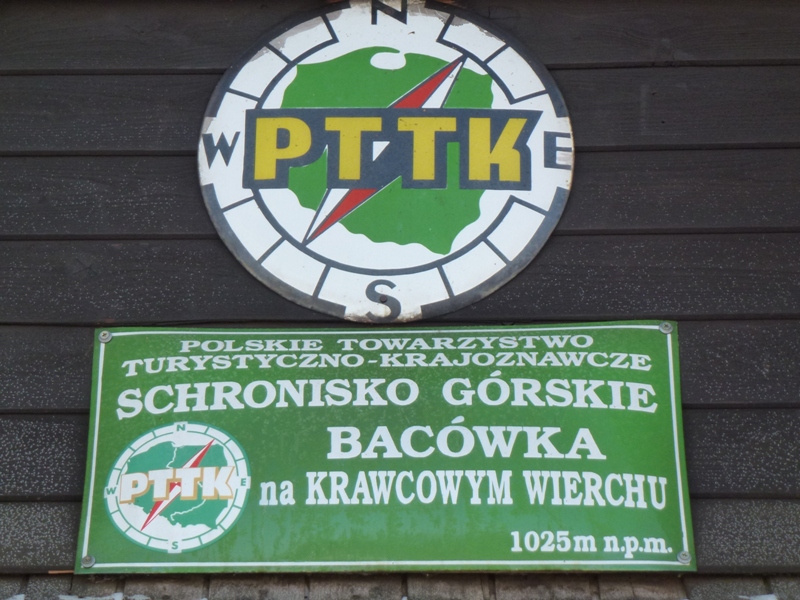 N
W PTTK E
S
POLSKIE TOWARZYSTWO
TURYSTYCZNO-KRAJOZNAWCZE
SCHRONISKO GÓRSKIE
BACÓWKA
na KRAWCOWYM WIERCHU
1025m n.p.m.
N
W PTTK E
S